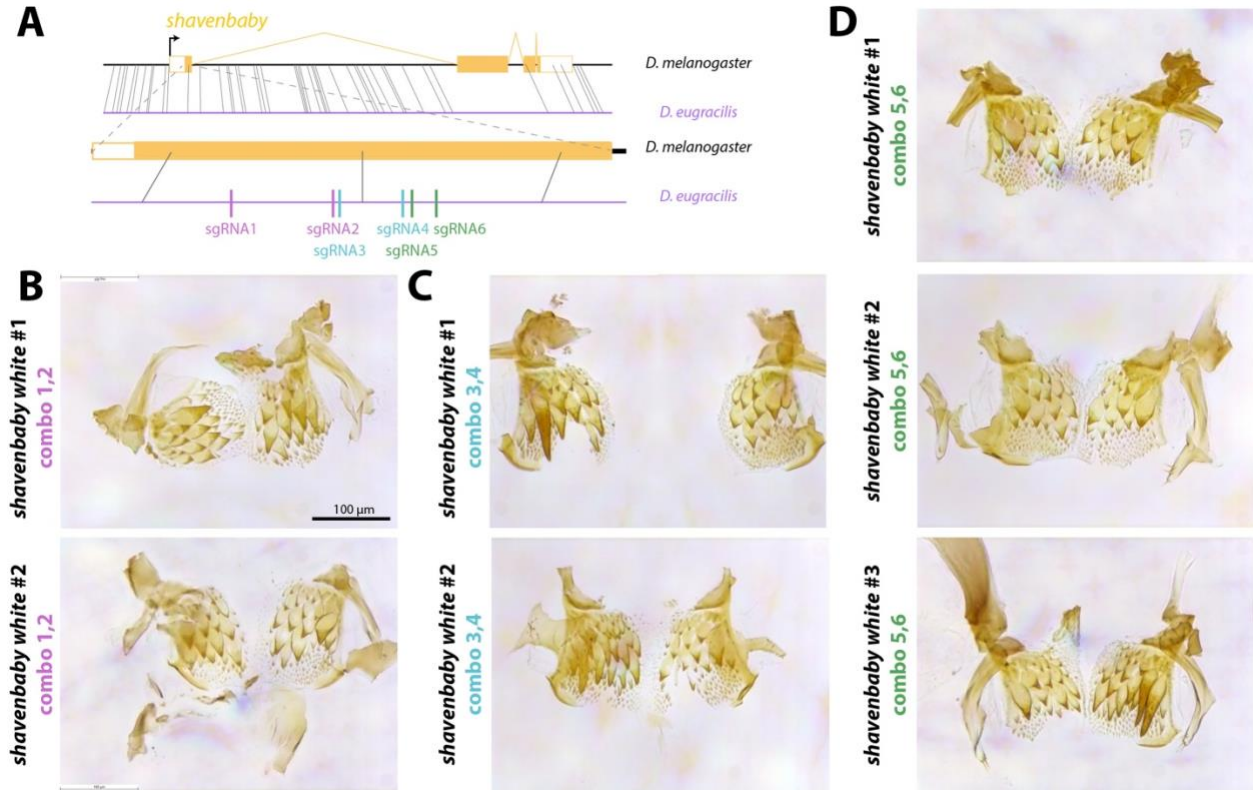 A
shavenbaby
D. melanogaster
D. eugracilis
D. melanogaster
D. eugracilis
sgRNA1
sgRNA2
sgRNA4
sgRNA6
sgRNA3
sgRNA5
B
shavenbaby white #1
combo 1,2
100 µm
shavenbaby white #2
combo 1,2
C
shavenbaby white #1
combo 3,4
shavenbaby white #2
combo 3,4
D
shavenbaby white #1
combo 5,6
shavenbaby white #2
combo 5,6
shavenbaby white #3
combo 5,6